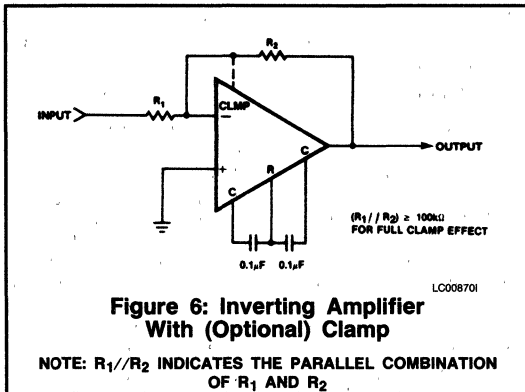 R2
R1
CLMP
INPUT
−
+
C
R
C
OUTPUT
(R1 // R2) ≥ 100kΩ
FOR FULL CLAMP EFFECT
0.1μF 0.1μF
LC00870I
Figure 6: Inverting Amplifier
With (Optional) Clamp
NOTE: R1//R2 INDICATES THE PARALLEL COMBINATION
OF R1 AND R2